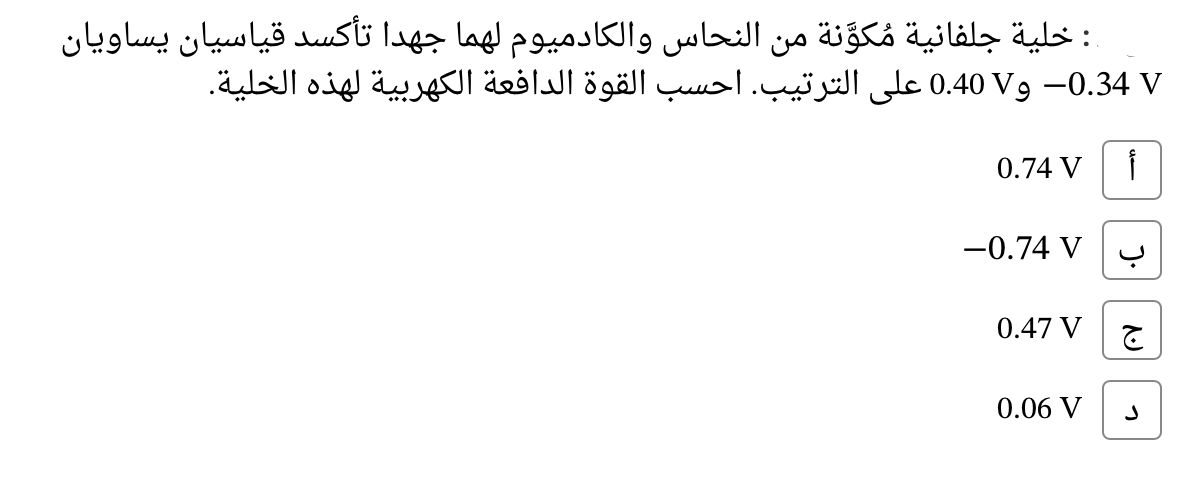 : خلية جلفانية مُكوَّنة من النحاس والكادميوم لهما جهدا تأكسد قياسيان يساويان
−0.34 V و0.40 V على الترتيب. احسب القوة الدافعة الكهربية لهذه الخلية.
أ 0.74 V
ب −0.74 V
ج 0.47 V
د 0.06 V